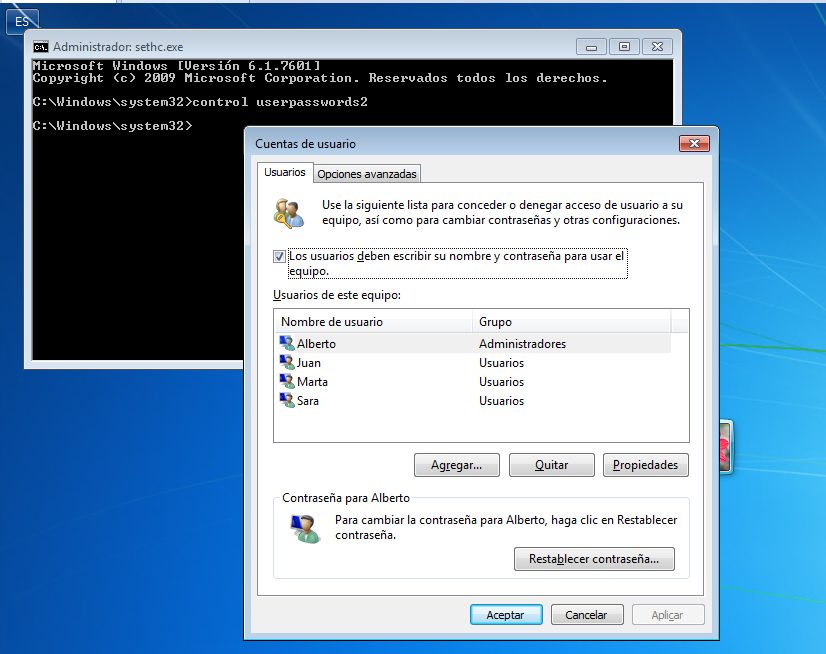 ES
Administrador: sethc.exe
Microsoft Windows [Versión 6.1.7601]
Copyright (c) 2009 Microsoft Corporation. Reservados todos los derechos.
C:\Windows\system32>control userpasswords2
C:\Windows\system32>
Cuentas de usuario
Usuarios
Opciones avanzadas
Use la siguiente lista para conceder o denegar acceso de usuario a su
equipo, así como para cambiar contraseñas y otras configuraciones.
Los usuarios deben escribir su nombre y contraseña para usar el
equipo.
Usuarios de este equipo:
Nombre de usuario Grupo
Alberto Administradores
Juan Usuarios
Marta Usuarios
Sara Usuarios
Agregar... Quitar Propiedades
Contraseña para Alberto
Para cambiar la contraseña para Alberto, haga clic en Restablecer
contraseña.
Restablecer contraseña...
Aceptar Cancelar Aplicar